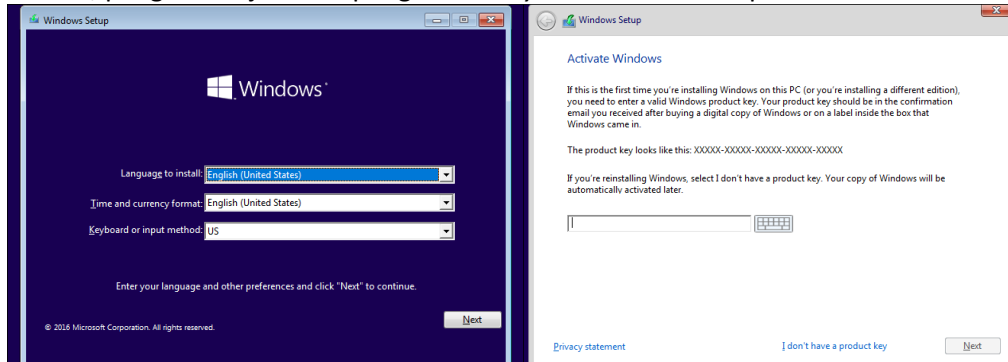 Windows Setup
Windows
Language to install: English (United States)
Time and currency format: English (United States)
Keyboard or input method: US
Enter your language and other preferences and click "Next" to continue.
Next
© 2016 Microsoft Corporation. All rights reserved.
Windows Setup
Activate Windows
If this is the first time you're installing Windows on this PC (or you're installing a different edition),
you need to enter a valid Windows product key. Your product key should be in the confirmation
email you received after buying a digital copy of Windows or on a label inside the box that
Windows came in.
The product key looks like this: XXXXX-XXXXX-XXXXX-XXXXX-XXXXX
If you're reinstalling Windows, select I don't have a product key. Your copy of Windows will be
automatically activated later.
Privacy statement
I don't have a product key
Next